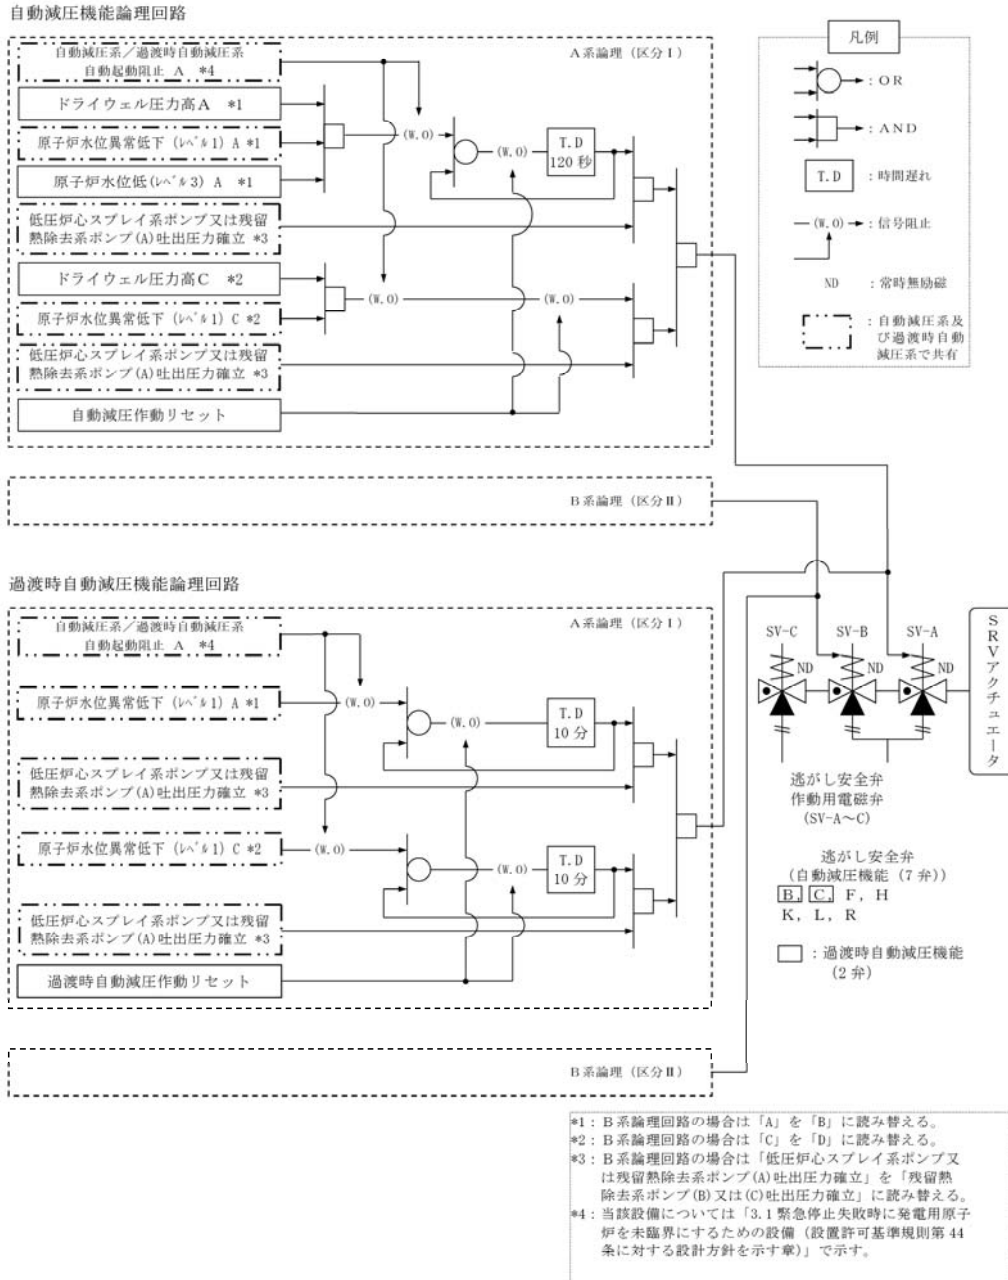 自動減圧機能論理回路
A系論理（区分Ⅰ）
自動減圧系／過渡時自動減圧系
自動起動阻止 A *4
ドライウェル圧力高A *1
原子炉水位異常低下（ﾚﾍﾞﾙ1）A *1
原子炉水位低(ﾚﾍﾞﾙ3) A *1
低圧炉心スプレイ系ポンプ又は残留
熱除去系ポンプ(A)吐出圧力確立 *3
ドライウェル圧力高C *2
原子炉水位異常低下（ﾚﾍﾞﾙ1）C *2
低圧炉心スプレイ系ポンプ又は残留
熱除去系ポンプ(A)吐出圧力確立 *3
自動減圧作動リセット
(W.O)
(W.O)
T.D
120秒
(W.O)
(W.O)
B系論理（区分Ⅱ）
凡例
: OR
: AND
T.D : 時間遅れ
(W.O) : 信号阻止
ND : 常時無励磁
: 自動減圧系及
び過渡時自動
減圧系で共有
過渡時自動減圧機能論理回路
A系論理（区分Ⅰ）
自動減圧系／過渡時自動減圧系
自動起動阻止 A *4
原子炉水位異常低下（ﾚﾍﾞﾙ1）A *1
低圧炉心スプレイ系ポンプ又は残留
熱除去系ポンプ(A)吐出圧力確立 *3
原子炉水位異常低下（ﾚﾍﾞﾙ1）C *2
低圧炉心スプレイ系ポンプ又は残留
熱除去系ポンプ(A)吐出圧力確立 *3
過渡時自動減圧作動リセット
(W.O)
(W.O)
T.D
10分
(W.O)
(W.O)
T.D
10分
B系論理（区分Ⅱ）
SV-C
SV-B
SV-A
ND
ND
ND
SRVアクチュエータ
逃がし安全弁
作動用電磁弁
(SV-A～C)
逃がし安全弁
(自動減圧機能（7弁）)
B, C, F, H
K, L, R
: 過渡時自動減圧機能
(2弁)
*1: B系論理回路の場合は「A」を「B」に読み替える。
*2: B系論理回路の場合は「C」を「D」に読み替える。
*3: B系論理回路の場合は「低圧炉心スプレイ系ポンプ又
は残留熱除去系ポンプ(A)吐出圧力確立」を「残留熱
除去系ポンプ(B)又は(C)吐出圧力確立」に読み替える。
*4: 当該設備については「3.1 緊急停止失敗時に発電用原子
炉を未臨界にするための設備（設置許可基準規則第44
条に対する設計方針を示す章）」で示す。